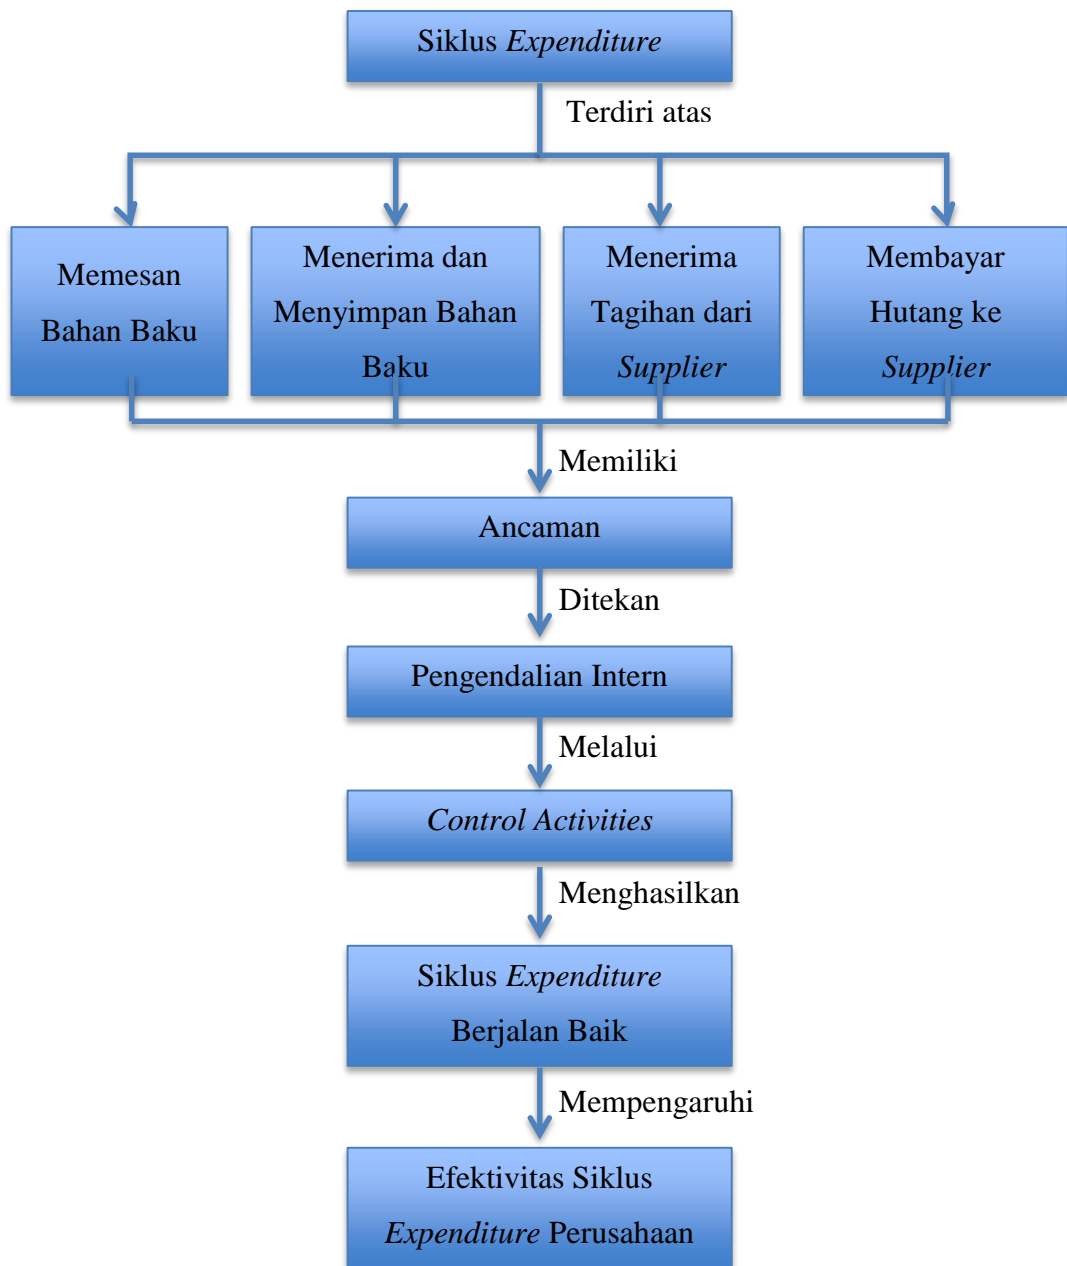 Siklus Expenditure
Terdiri atas
Memesan
Bahan Baku
Menerima dan
Menyimpan Bahan
Baku
Menerima
Tagihan dari
Supplier
Membayar
Hutang ke
Supplier
Memiliki
Ancaman
Ditekan
Pengendalian Intern
Melalui
Control Activities
Menghasilkan
Siklus Expenditure
Berjalan Baik
Mempengaruhi
Efektivitas Siklus
Expenditure Perusahaan